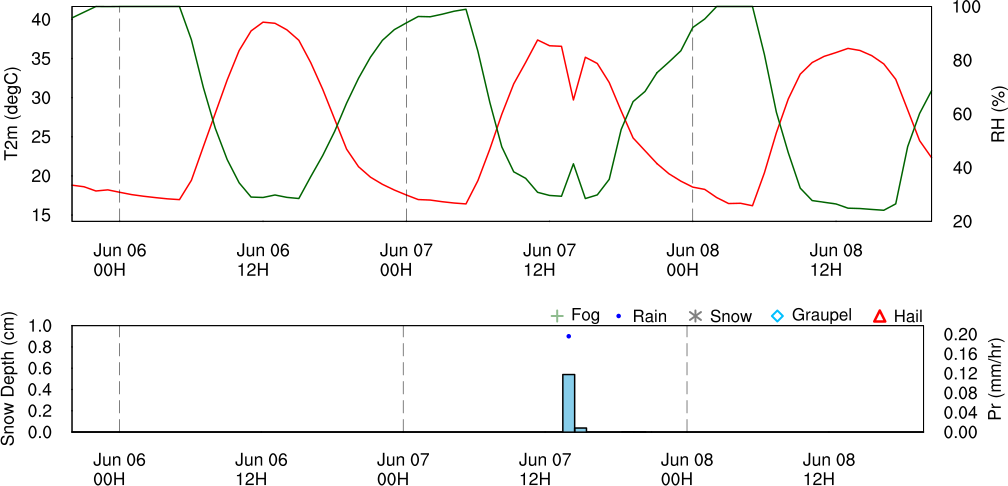 40
35
30
25
20
15
T2m (degC)
100
80
60
40
20
RH (%)
Jun 06 Jun 06 Jun 07 Jun 07 Jun 08 Jun 08
00H 12H 00H 12H 00H 12H
Fog Rain Snow Graupel Hail
1.0
0.8
0.6
0.4
0.2
0.0
Snow Depth (cm)
0.20
0.16
0.12
0.08
0.04
0.00
Pr (mm/hr)
Jun 06 Jun 06 Jun 07 Jun 07 Jun 08 Jun 08
00H 12H 00H 12H 00H 12H